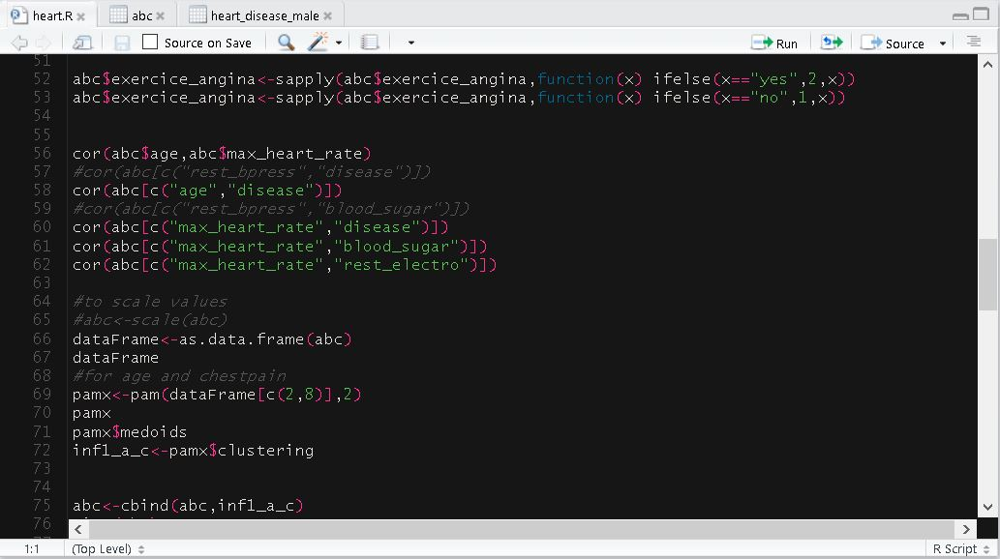 heart.R abc heart_disease_male
Source on Save Run Source
51
52 abc$exercice_angina<-sapply(abc$exercice_angina,function(x) ifelse(x=="yes",2,x))
53 abc$exercice_angina<-sapply(abc$exercice_angina,function(x) ifelse(x=="no",1,x))
54
55
56 cor(abc$age,abc$max_heart_rate)
57 #cor(abc[c("rest_bpress","disease")])
58 cor(abc[c("age","disease")])
59 #cor(abc[c("rest_bpress","blood_sugar")])
60 cor(abc[c("max_heart_rate","disease")])
61 cor(abc[c("max_heart_rate","blood_sugar")])
62 cor(abc[c("max_heart_rate","rest_electro")])
63
64 #to scale values
65 #abc<-scale(abc)
66 dataFrame<-as.data.frame(abc)
67 dataFrame
68 #for age and chestpain
69 pamx<-pam(dataFrame[c(2,8)],2)
70 pamx
71 pamx$medoids
72 infl_a_c<-pamx$clustering
73
74
75 abc<-cbind(abc,infl_a_c)
76
1:1 (Top Level) R Script